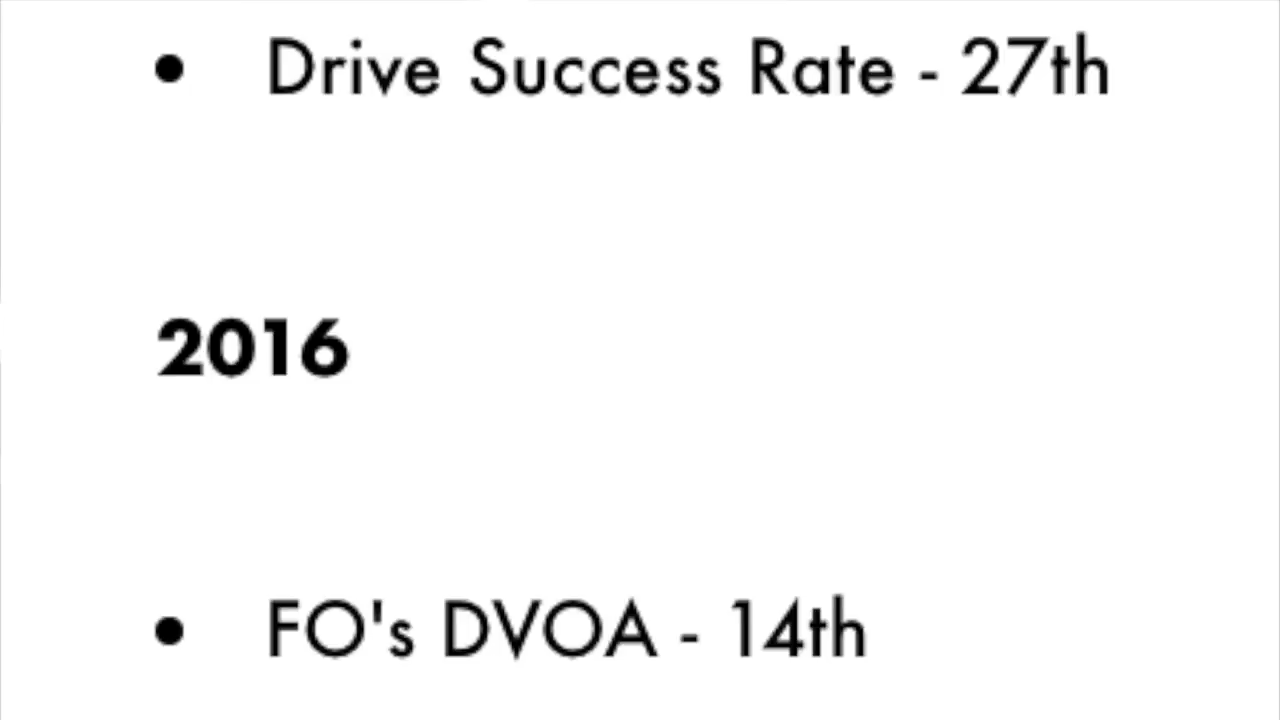 • Drive Success Rate - 27th
2016
• FO's DVOA - 14th